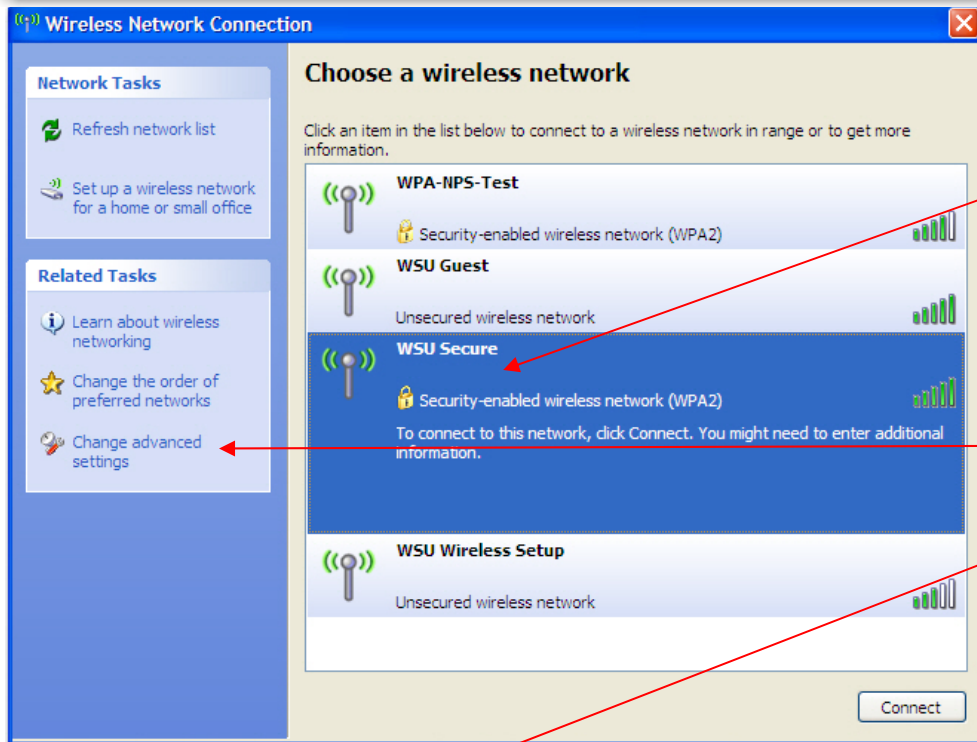 Wireless Network Connection
Network Tasks
Refresh network list
Set up a wireless network
for a home or small office
Related Tasks
Learn about wireless
networking
Change the order of
preferred networks
Change advanced
settings
Choose a wireless network
Click an item in the list below to connect to a wireless network in range or to get more
information.
WPA-NPS-Test
Security-enabled wireless network (WPA2)
WSU Guest
Unsecured wireless network
WSU Secure
Security-enabled wireless network (WPA2)
To connect to this network, click Connect. You might need to enter additional
information.
WSU Wireless Setup
Unsecured wireless network
Connect